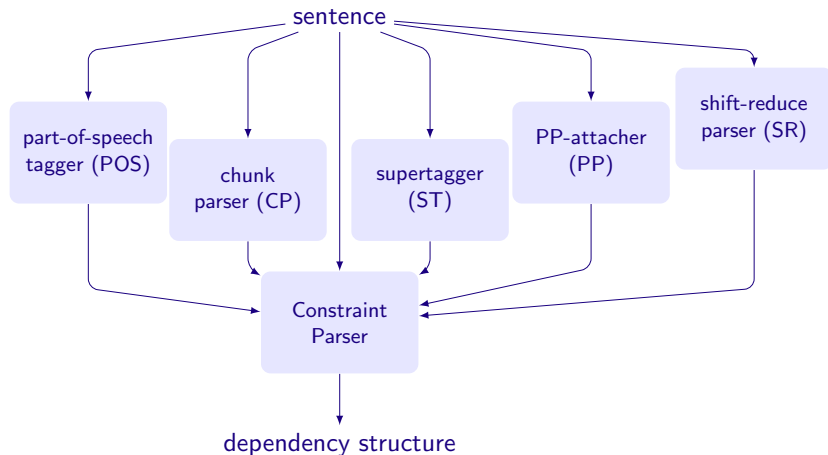 sentence
part-of-speech
tagger (POS)
chunk
parser (CP)
supertagger
(ST)
PP-attacher
(PP)
shift-reduce
parser (SR)
Constraint
Parser
dependency structure